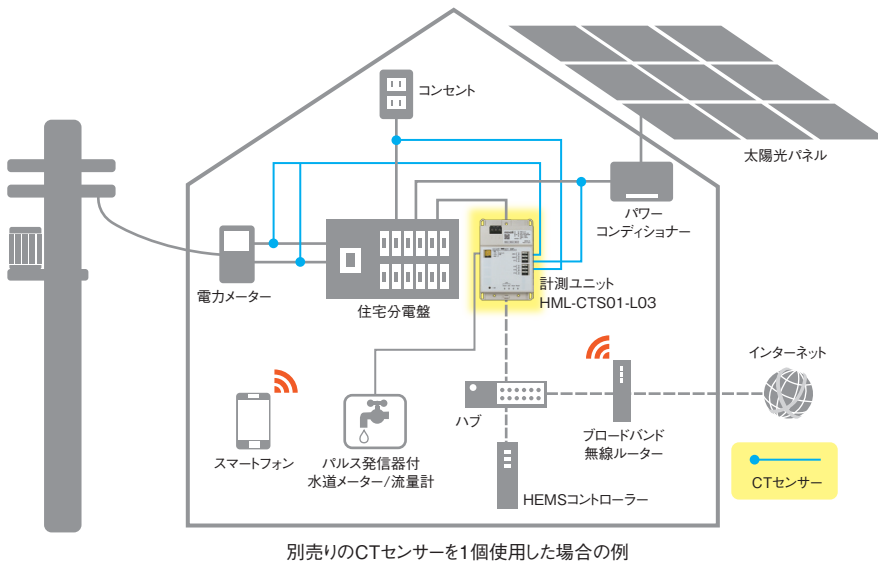 コンセント
太陽光パネル
パワー
コンディショナー
電力メーター
住宅分電盤
計測ユニット
HML-CTS01-L03
インターネット
ハブ
ブロードバンド
無線ルーター
スマートフォン
パルス発信器付
水道メーター/流量計
HEMSコントローラー
CTセンサー
別売りのCTセンサーを1個使用した場合の例